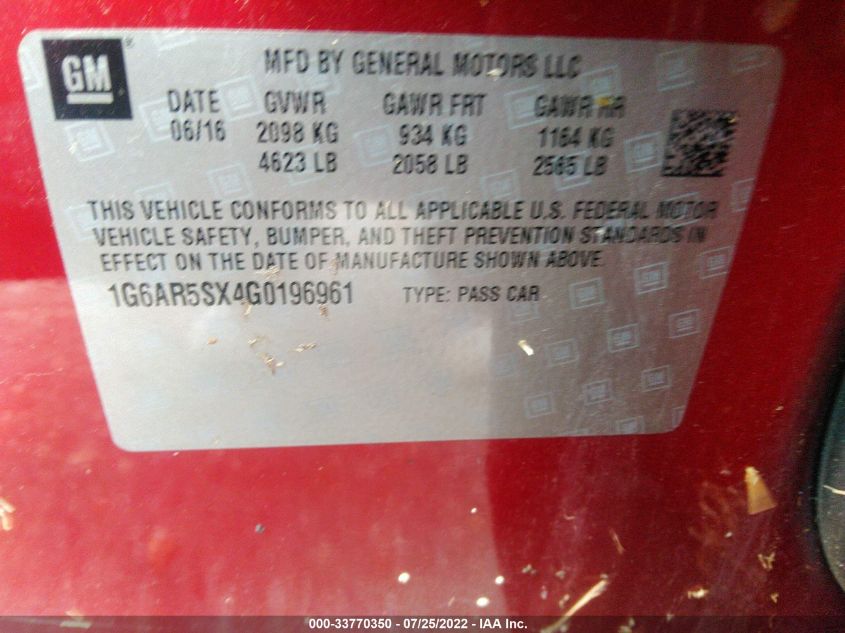 GM
MFD BY GENERAL MOTORS LLC
DATE GVWR GAWR FRT GAWR RR
06/16 2098 KG 934 KG 1164 KG
4623 LB 2058 LB 2565 LB
THIS VEHICLE CONFORMS TO ALL APPLICABLE U.S. FEDERAL MOTOR
VEHICLE SAFETY, BUMPER, AND THEFT PREVENTION STANDARDS IN
EFFECT ON THE DATE OF MANUFACTURE SHOWN ABOVE.
1G6AR5SX4G0196961 TYPE: PASS CAR
000-33770350 - 07/25/2022 - IAA Inc.